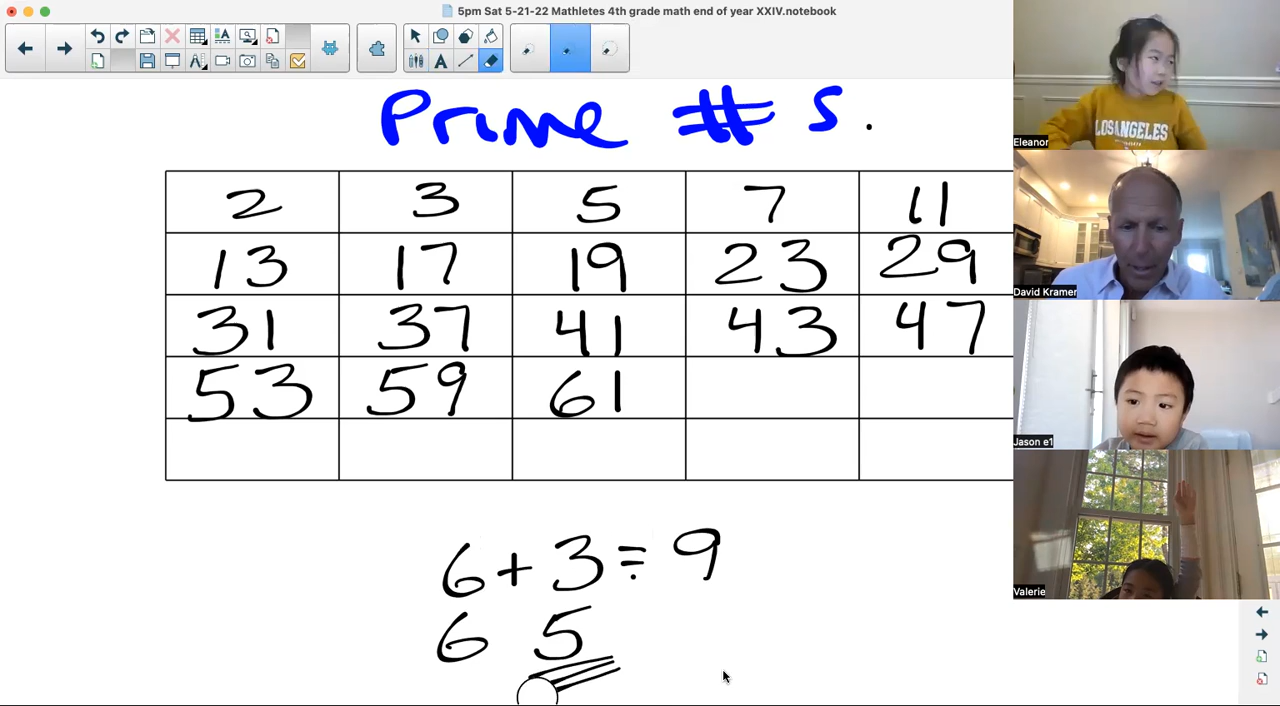 5pm Sat 5-21-22 Mathletes 4th grade math end of year XXIV.notebook
Prime # s .
2 3 5 7 11
13 17 19 23 29
31 37 41 43 47
53 59 61
6+3=9
6 5
LOSANGELES
Eleanor
David Kramer
Jason e1
Valerie